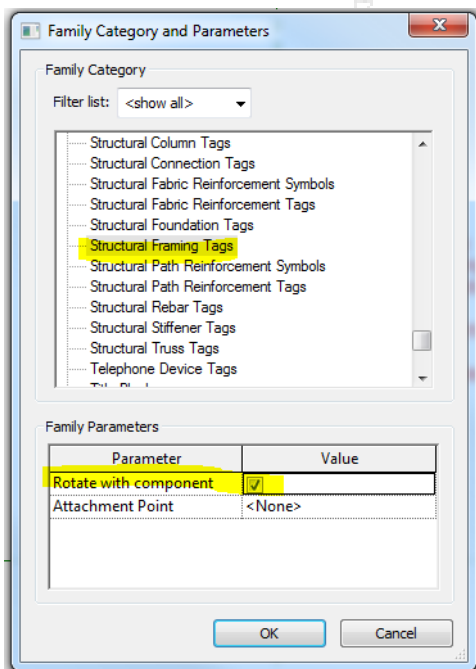 Family Category and Parameters
Family Category
Filter list: <show all>
Structural Column Tags
Structural Connection Tags
Structural Fabric Reinforcement Symbols
Structural Fabric Reinforcement Tags
Structural Foundation Tags
Structural Framing Tags
Structural Path Reinforcement Symbols
Structural Path Reinforcement Tags
Structural Rebar Tags
Structural Stiffener Tags
Structural Truss Tags
Telephone Device Tags
Family Parameters
Parameter Value
Rotate with component
Attachment Point <None>
OK Cancel